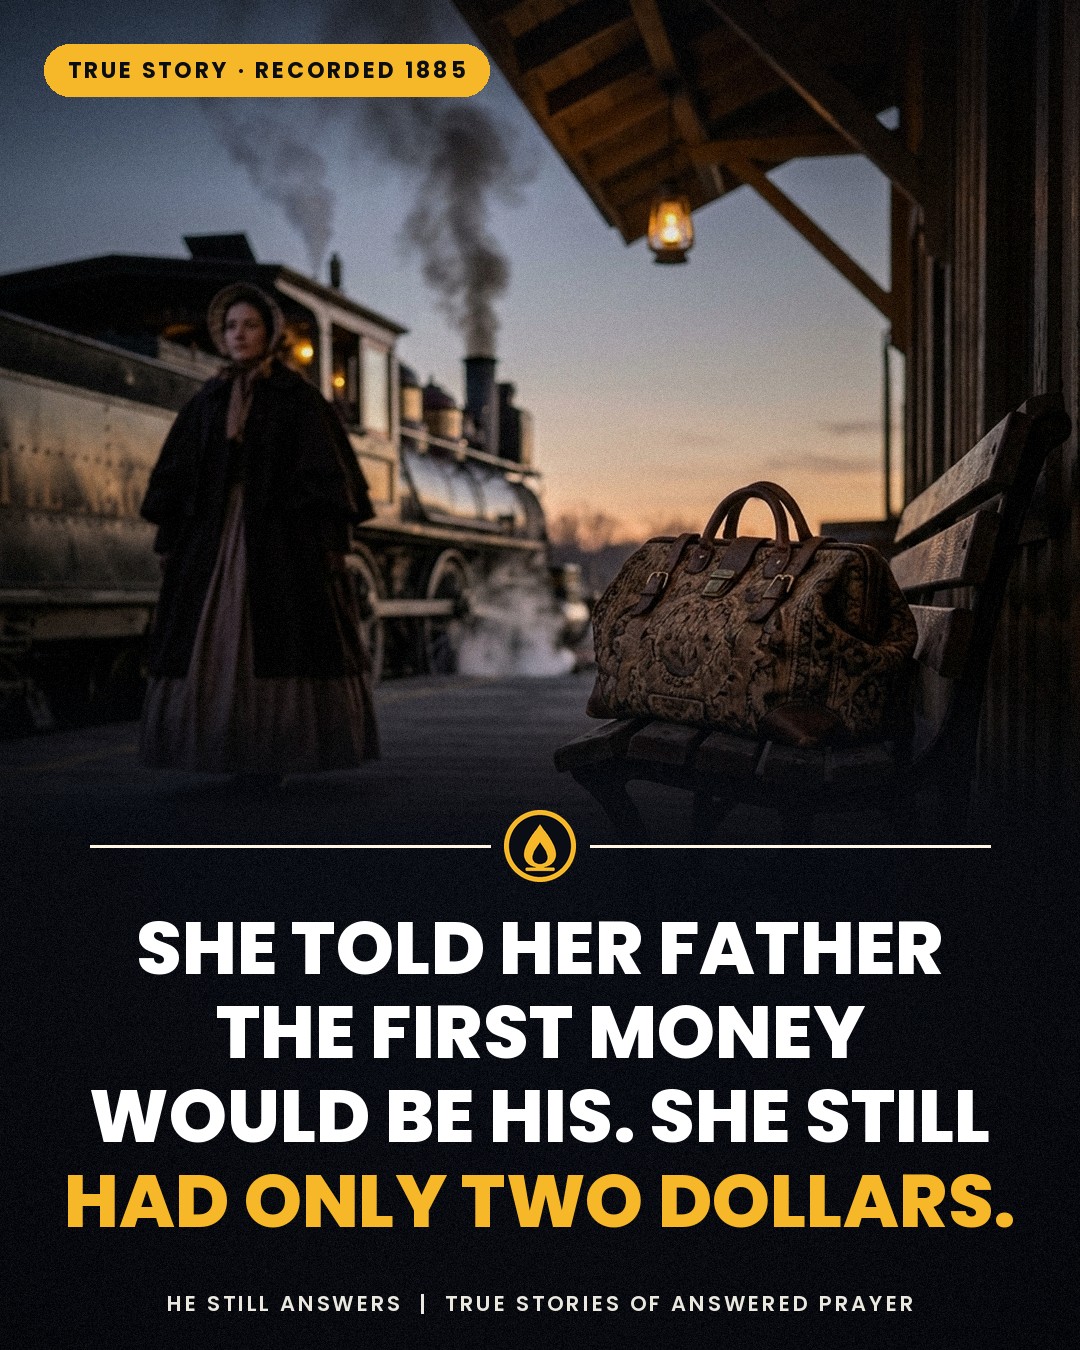 TRUE STORY · RECORDED 1885
SHE TOLD HER FATHER
THE FIRST MONEY
WOULD BE HIS. SHE STILL
HAD ONLY TWO DOLLARS.
HE STILL ANSWERS | TRUE STORIES OF ANSWERED PRAYER